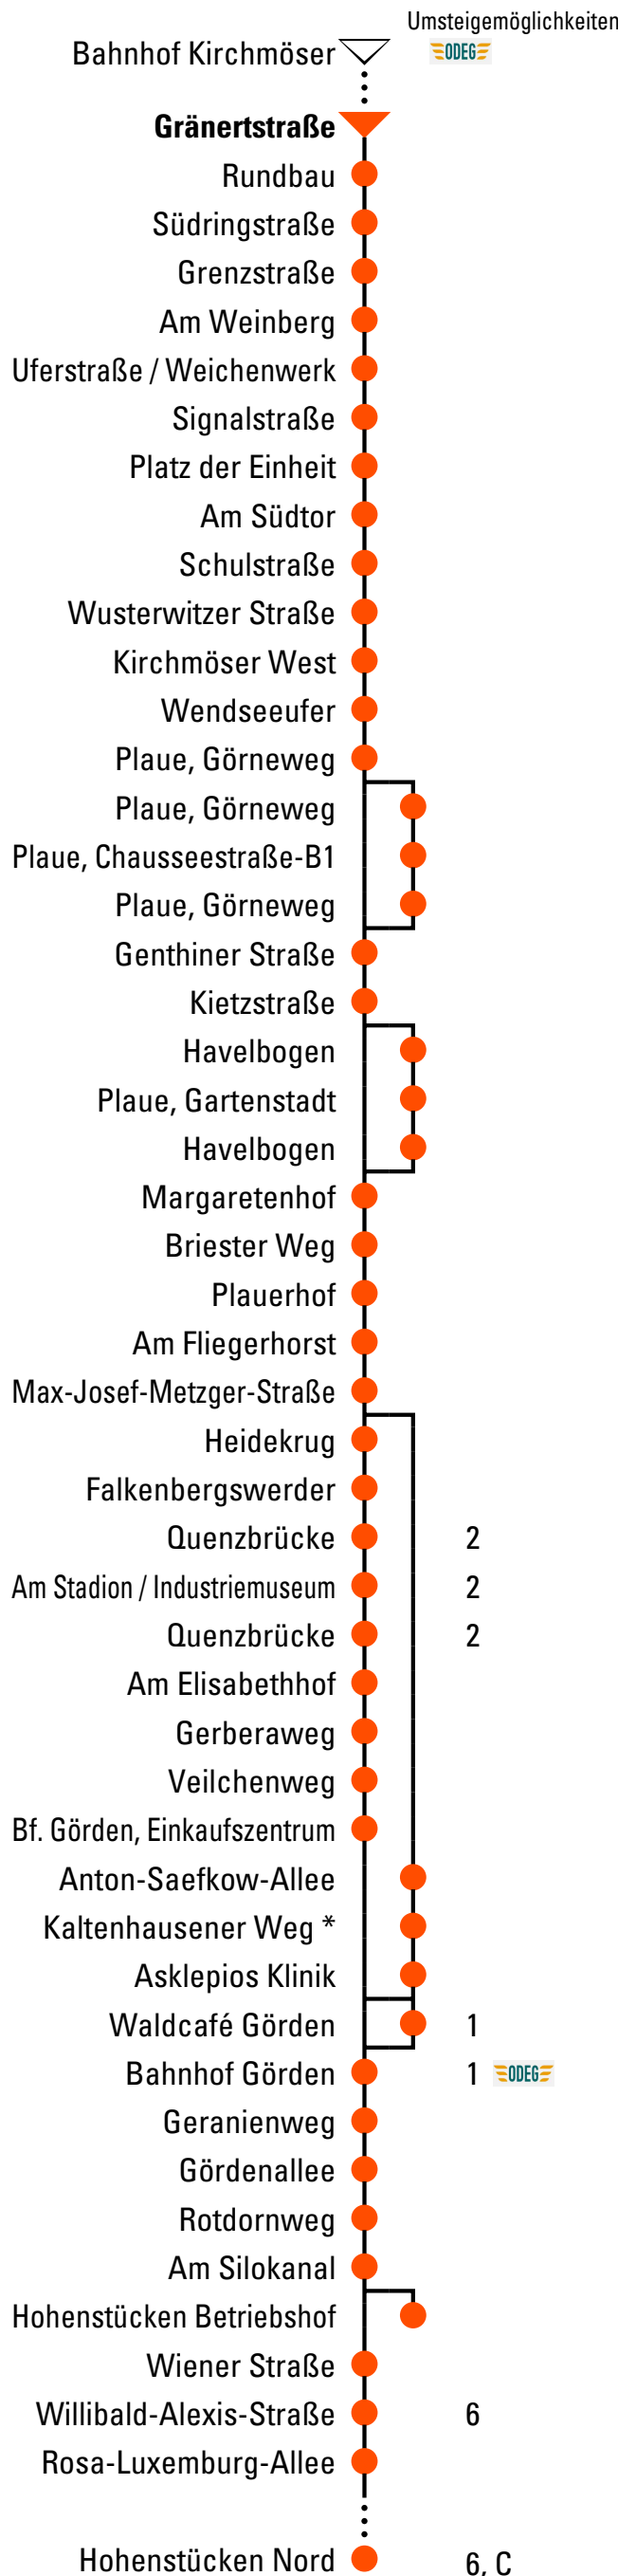 Umsteigemöglichkeiten
Bahnhof Kirchmöser ODEG
Gränertstraße
Rundbau
Südringstraße
Grenzstraße
Am Weinberg
Uferstraße / Weichenwerk
Signalstraße
Platz der Einheit
Am Südtor
Schulstraße
Wusterwitzer Straße
Kirchmöser West
Wendseeufer
Plaue, Görneweg
Plaue, Görneweg
Plaue, Chausseestraße-B1
Plaue, Görneweg
Genthiner Straße
Kietzstraße
Havelbogen
Plaue, Gartenstadt
Havelbogen
Margaretenhof
Briester Weg
Plauerhof
Am Fliegerhorst
Max-Josef-Metzger-Straße
Heidekrug
Falkenbergswerder
Quenzbrücke 2
Am Stadion / Industriemuseum 2
Quenzbrücke 2
Am Elisabethhof
Gerberaweg
Veilchenweg
Bf. Görden, Einkaufszentrum
Anton-Saefkow-Allee
Kaltenhausener Weg *
Asklepios Klinik
Waldcafé Görden 1
Bahnhof Görden 1 ODEG
Geranienweg
Gördenallee
Rotdornweg
Am Silokanal
Hohenstücken Betriebshof
Wiener Straße
Willibald-Alexis-Straße 6
Rosa-Luxemburg-Allee
Hohenstücken Nord 6, C